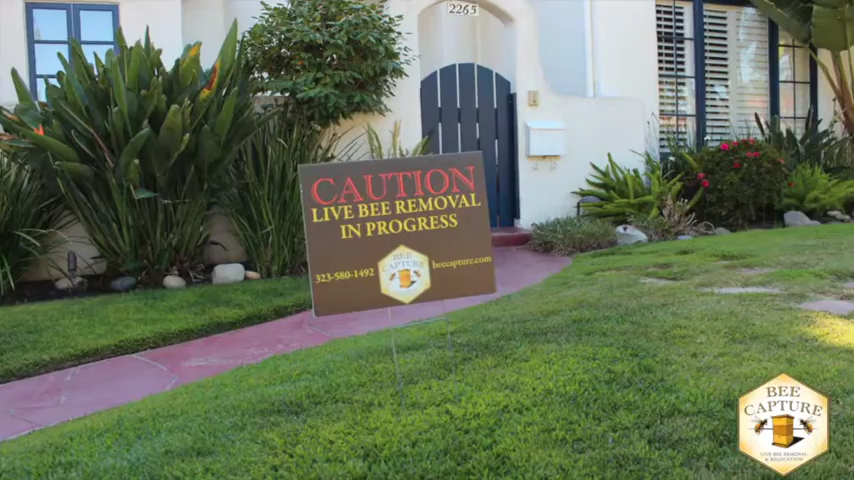 2265
CAUTION
LIVE BEE REMOVAL
IN PROGRESS
323-580-1492
BEE
CAPTURE
beecapture.com
BEE
CAPTURE
LIVE BEE REMOVAL
& RELOCATION